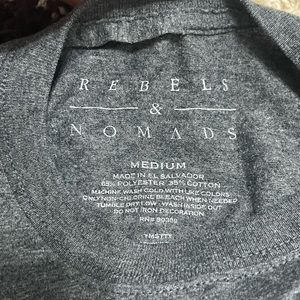 REBELS
&
NOMADS
MEDIUM
MADE IN EL SALVADOR
65% POLYESTER 35% COTTON
MACHINE WASH COLD WITH LIKE COLORS
ONLY NON-CHLORINE BLEACH WHEN NEEDED
TUMBLE DRY LOW - WASH INSIDE OUT
DO NOT IRON DECORATION
RN#